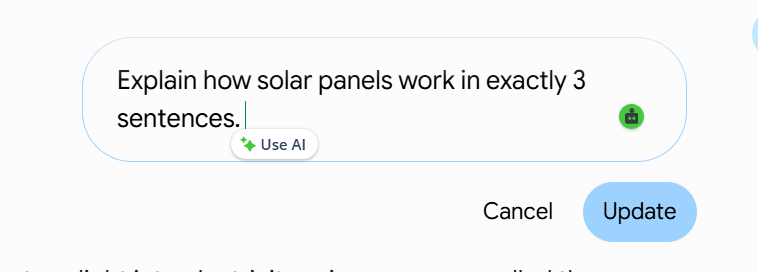 Explain how solar panels work in exactly 3
sentences.
Use AI
Cancel
Update